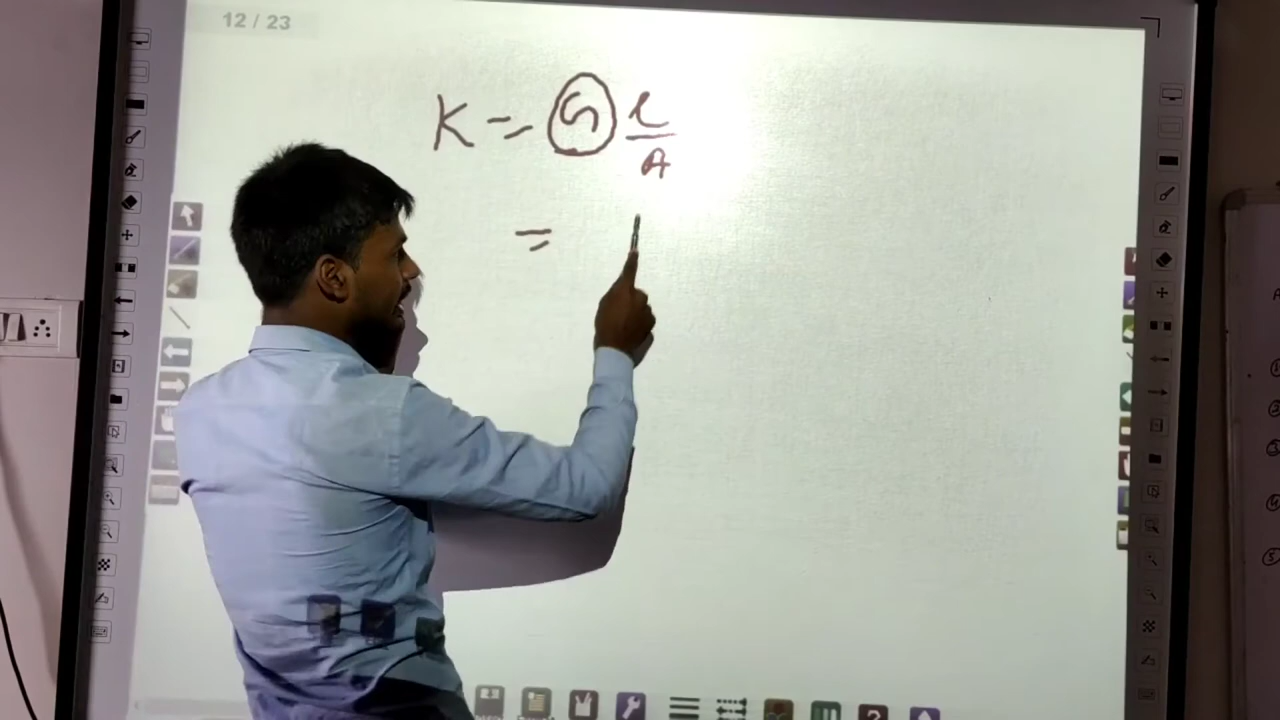 12 / 23
K = G l/A
=